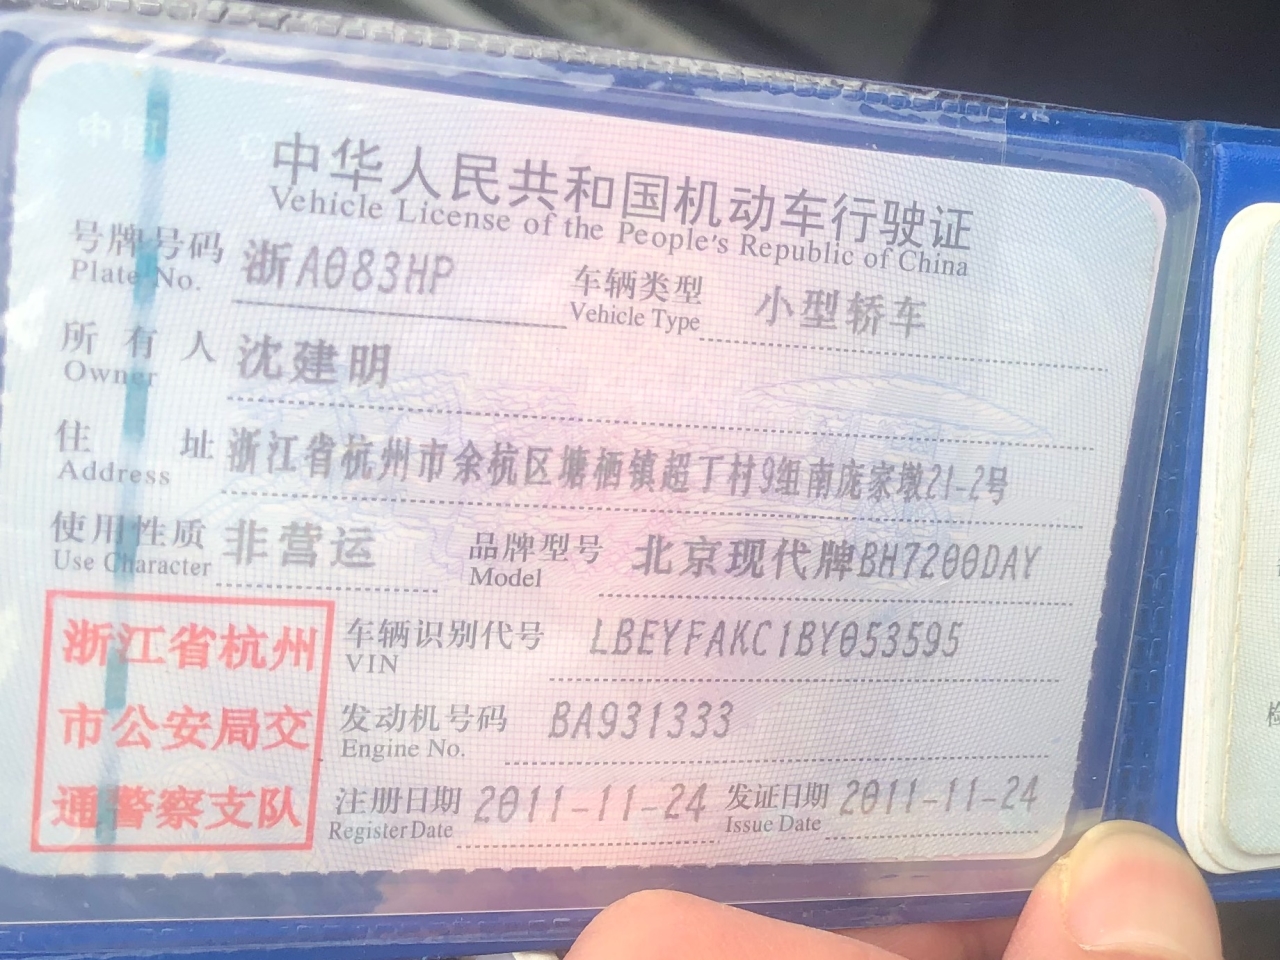 中华人民共和国机动车行驶证
Vehicle License of the People's Republic of China
号牌号码 浙A083HP 车辆类型 小型轿车
Plate No. Vehicle Type
所有人 沈建明
Owner
住址 浙江省杭州市余杭区塘栖镇超丁村9组南庞家墩21-2号
Address
使用性质 非营运 品牌型号 北京现代牌BH7200DAY
Use Character Model
浙江省杭州
市公安局交
通警察支队
车辆识别代号 LBEYFAKC1BY053595
VIN
发动机号码 BA931333
Engine No.
注册日期 2011-11-24 发证日期 2011-11-24
Register Date Issue Date